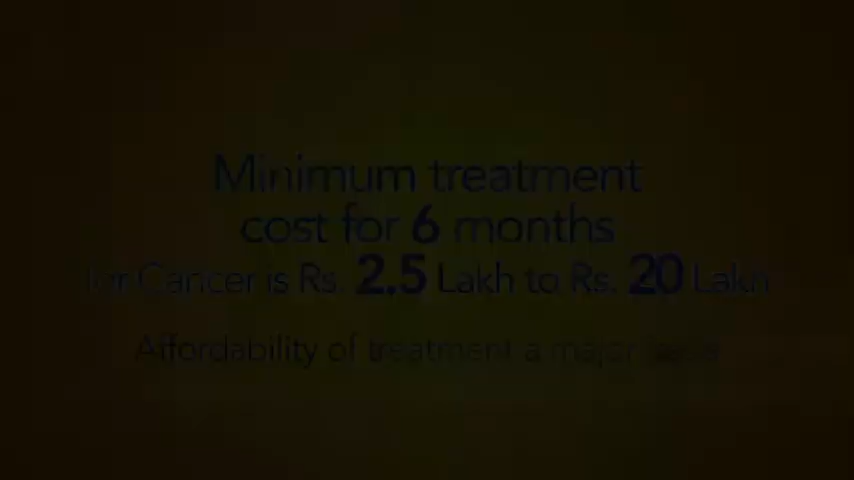 Minimum treatment
cost for 6 months
for Cancer is Rs. 2.5 Lakh to Rs. 20 Lakh
Affordability of treatment a major